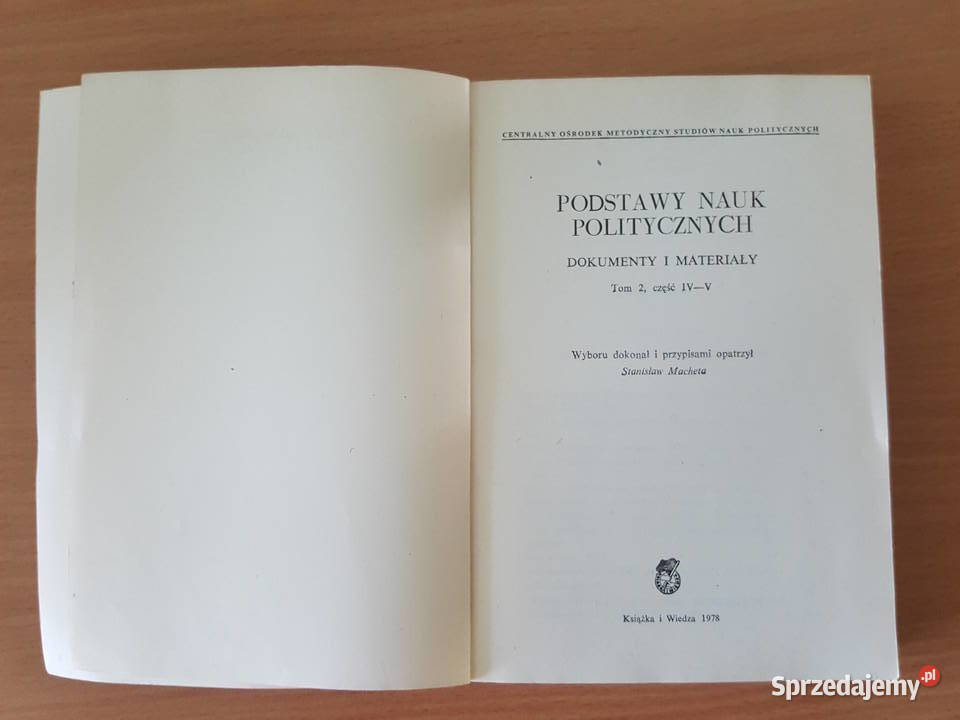 CENTRALNY OŚRODEK METODYCZNY STUDIÓW NAUK POLITYCZNYCH
PODSTAWY NAUK
POLITYCZNYCH
DOKUMENTY I MATERIAŁY
Tom 2, część IV—V
Wyboru dokonał i przypisami opatrzył
Stanisław Macheta
Książka i Wiedza 1978
Sprzedajemy.pl